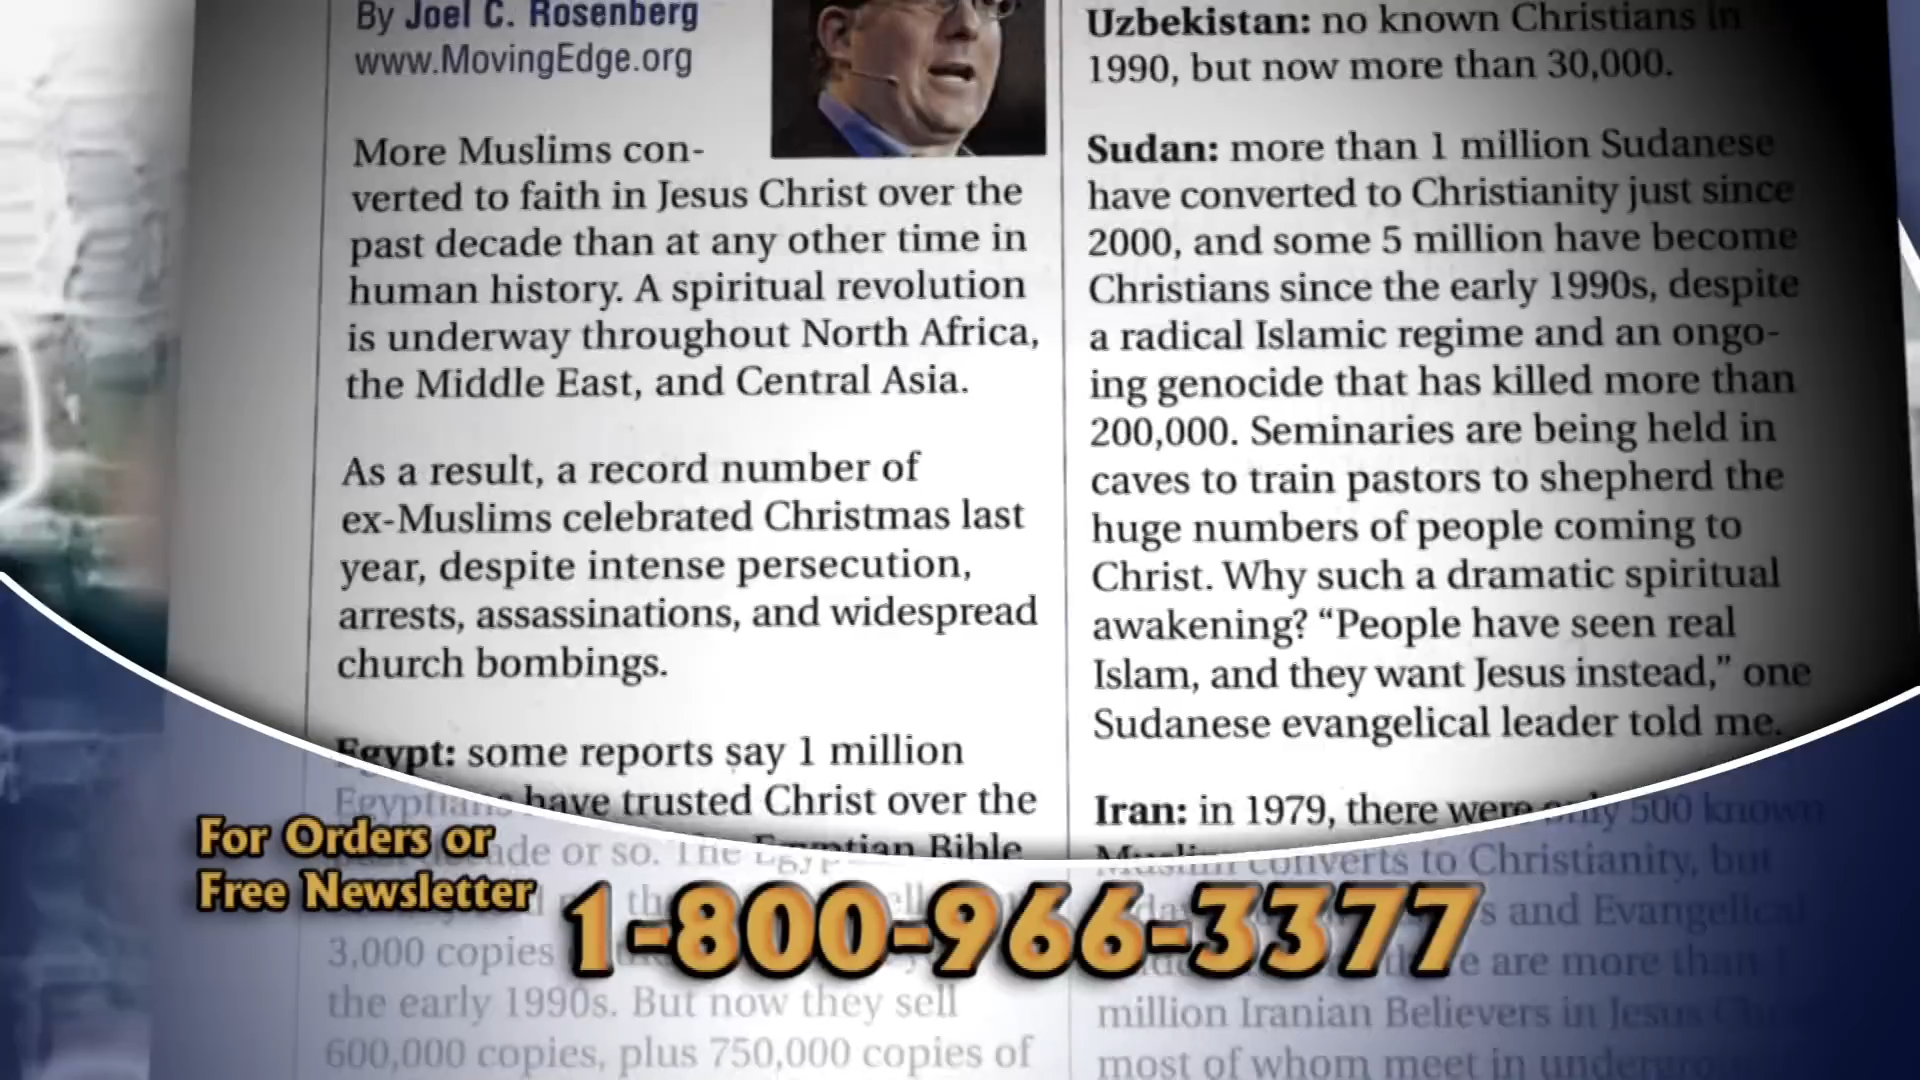 By Joel C. Rosenberg
www.MovingEdge.org
More Muslims con-
verted to faith in Jesus Christ over the
past decade than at any other time in
human history. A spiritual revolution
is underway throughout North Africa,
the Middle East, and Central Asia.
As a result, a record number of
ex-Muslims celebrated Christmas last
year, despite intense persecution,
arrests, assassinations, and widespread
church bombings.
Egypt: some reports say 1 million
Egyptians have trusted Christ over the
decade or so. The Egyptian Bible
3,000 copies
the early 1990s. But now they sell
600,000 copies, plus 750,000 copies of
Uzbekistan: no known Christians in
1990, but now more than 30,000.
Sudan: more than 1 million Sudanese
have converted to Christianity just since
2000, and some 5 million have become
Christians since the early 1990s, despite
a radical Islamic regime and an ongo-
ing genocide that has killed more than
200,000. Seminaries are being held in
caves to train pastors to shepherd the
huge numbers of people coming to
Christ. Why such a dramatic spiritual
awakening? “People have seen real
Islam, and they want Jesus instead,” one
Sudanese evangelical leader told me.
Iran: in 1979, there were only 500 known
Muslim converts to Christianity, but
and Evangelical
are more than 1
million Iranian Believers in Jesus Christ
most of whom meet in
For Orders or
Free Newsletter
1-800-966-3377